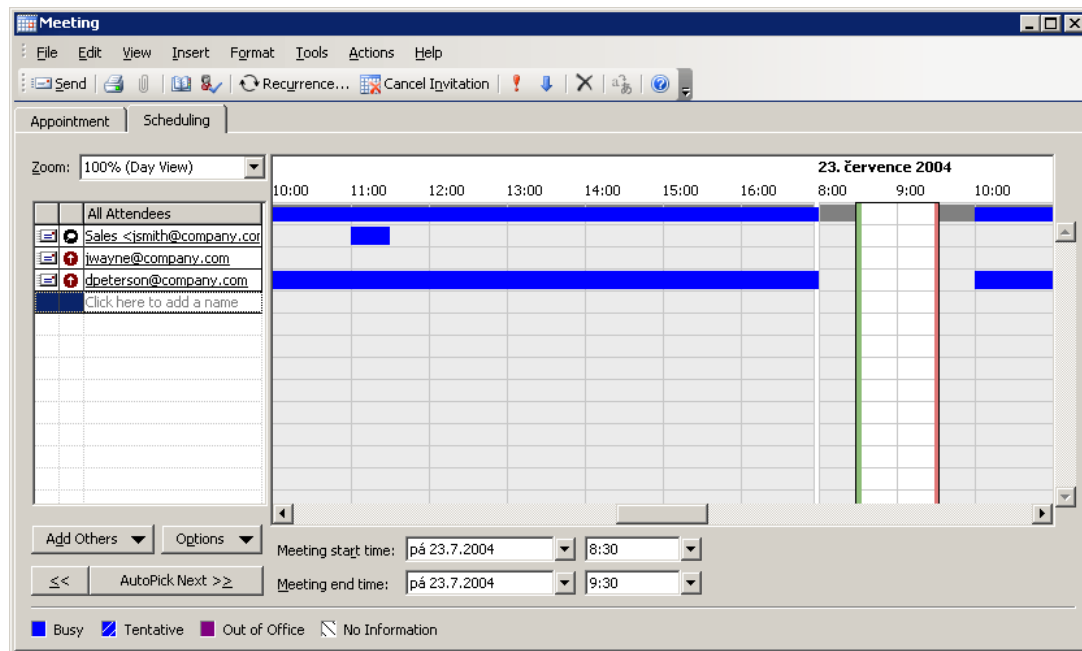 Meeting
File Edit View Insert Format Tools Actions Help
Send Recurrence... Cancel Invitation
Appointment Scheduling
Zoom: 100% (Day View)
23. července 2004
10:00 11:00 12:00 13:00 14:00 15:00 16:00 8:00 9:00 10:00
All Attendees
Sales <jsmith@company.cor
jwayne@company.com
dpeterson@company.com
Click here to add a name
Add Others Options
Meeting start time: pá 23.7.2004 8:30
<< AutoPick Next >>
Meeting end time: pá 23.7.2004 9:30
Busy Tentative Out of Office No Information